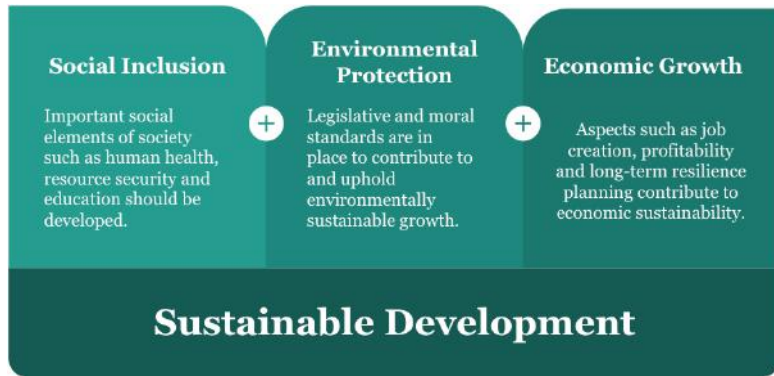 Social Inclusion
Important social
elements of society
such as human health,
resource security and
education should be
developed.
+
Environmental
Protection
Legislative and moral
standards are in
place to contribute to
and uphold
environmentally
sustainable growth.
+
Economic Growth
Aspects such as job
creation, profitability
and long-term resilience
planning contribute to
economic sustainability.
Sustainable Development